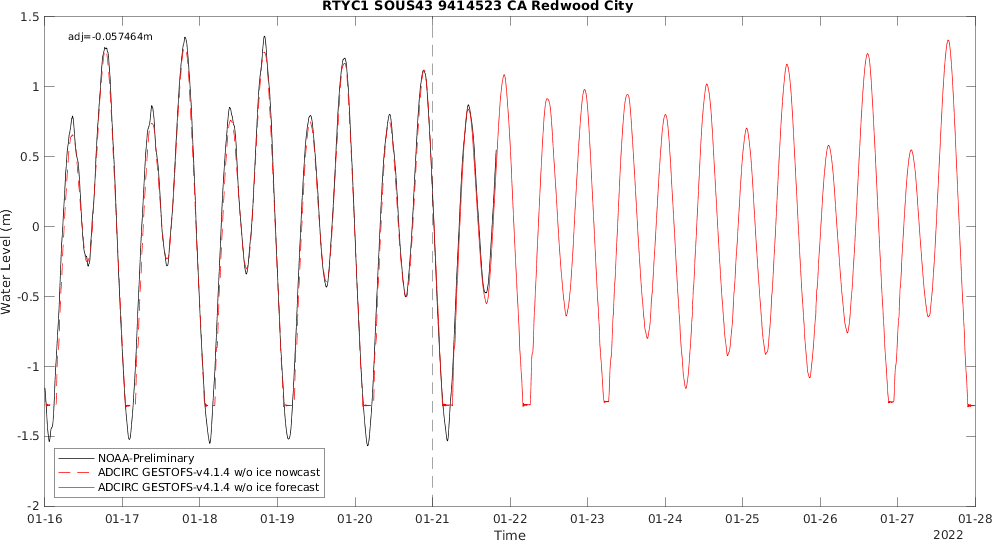 RTYC1 SOUS43 9414523 CA Redwood City
adj=-0.057464m
1.5
1
0.5
0
-0.5
-1
-1.5
-2
Water Level (m)
NOAA-Preliminary
ADCIRC GESTOFS-v4.1.4 w/o ice nowcast
ADCIRC GESTOFS-v4.1.4 w/o ice forecast
01-16 01-17 01-18 01-19 01-20 01-21 01-22 01-23 01-24 01-25 01-26 01-27 01-28
Time
2022